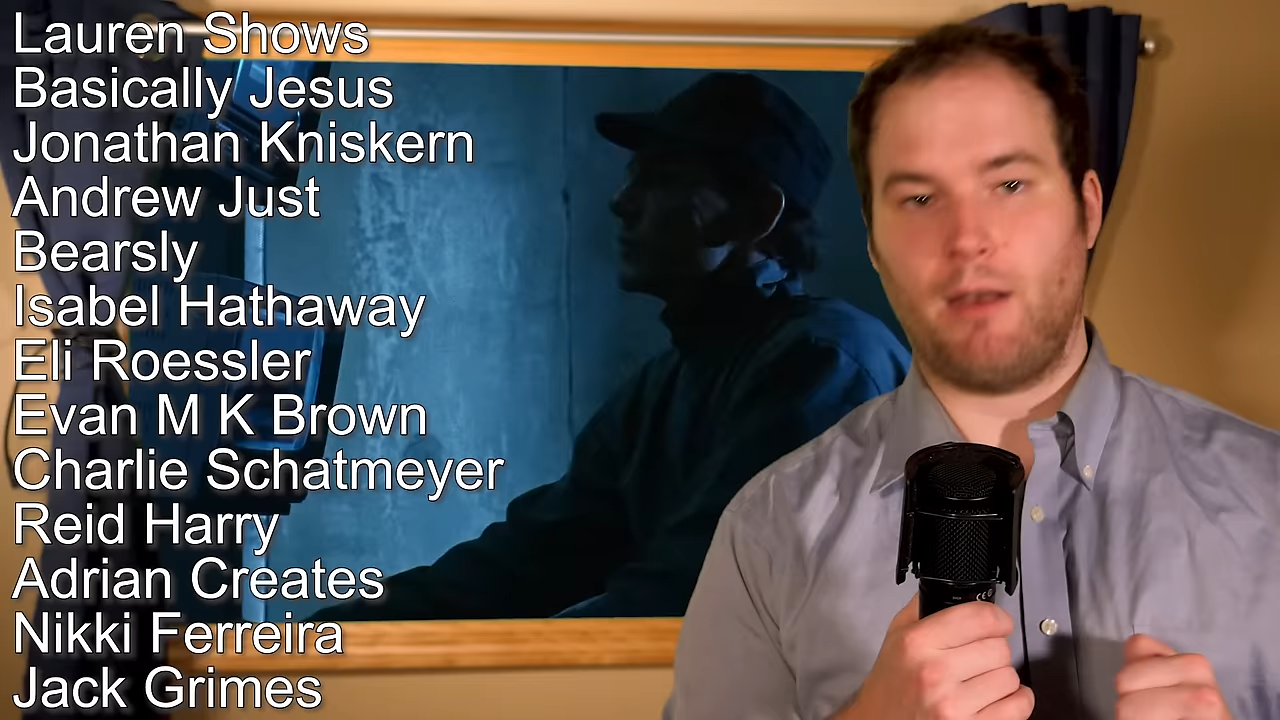 Lauren Shows
Basically Jesus
Jonathan Kniskern
Andrew Just
Bearsly
Isabel Hathaway
Eli Roessler
Evan M K Brown
Charlie Schatmeyer
Reid Harry
Adrian Creates
Nikki Ferreira
Jack Grimes